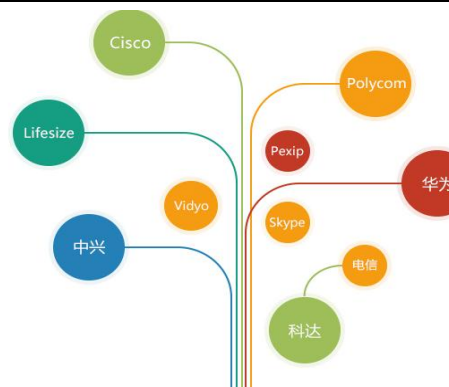 Cisco
Polycom
Lifesize
Pexip
华为
Vidyo
Skype
中兴
电信
科达